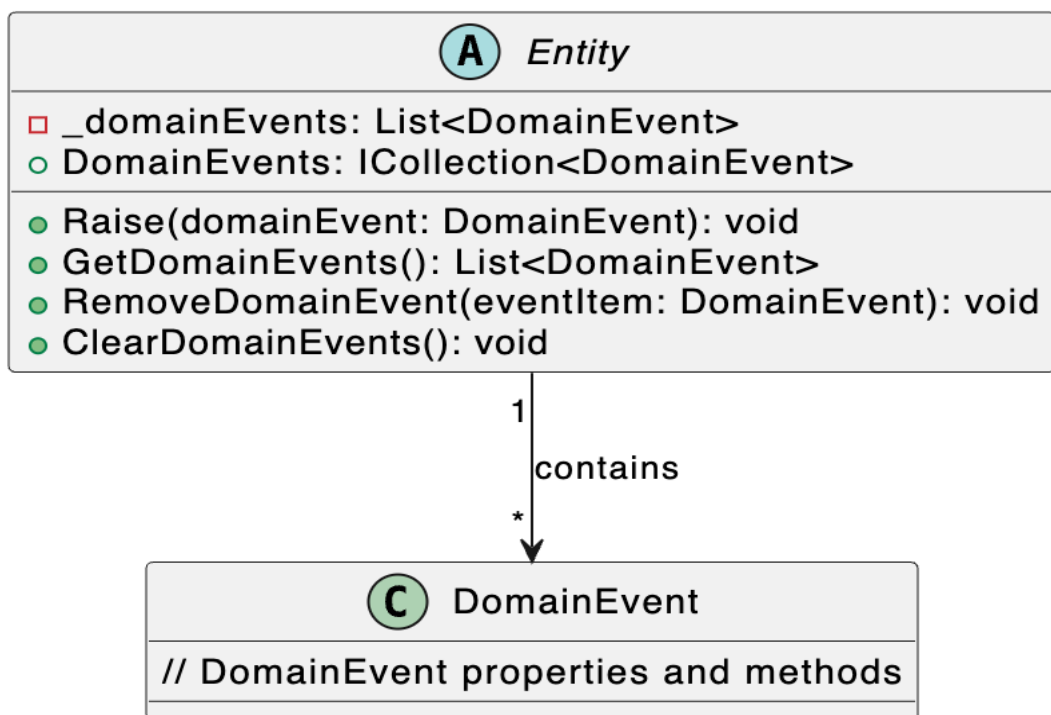 A Entity
_domainEvents: List<DomainEvent>
DomainEvents: ICollection<DomainEvent>
Raise(domainEvent: DomainEvent): void
GetDomainEvents(): List<DomainEvent>
RemoveDomainEvent(eventItem: DomainEvent): void
ClearDomainEvents(): void
1
contains
*
C DomainEvent
// DomainEvent properties and methods